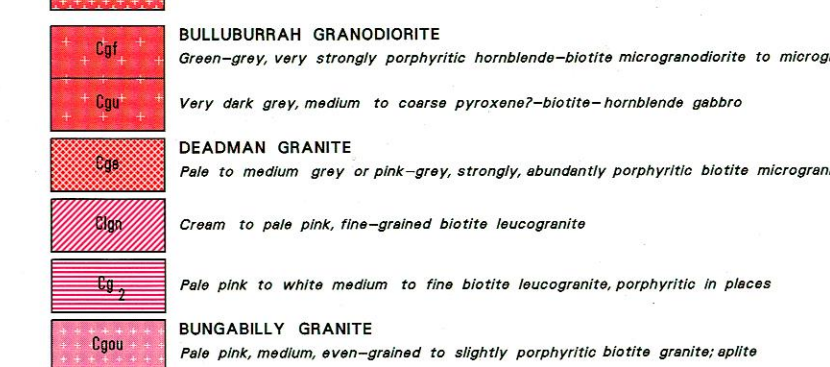 BULLUBURRAH GRANODIORITE
Cgf Green-grey, very strongly porphyritic hornblende-biotite microgranodiorite to
Cgu Very dark grey, medium to coarse pyroxene?-biotite-hornblende gabbro
DEADMAN GRANITE
Cge Pale to medium grey or pink-grey, strongly, abundantly porphyritic biotite
Clgn Cream to pale pink, fine-grained biotite leucogranite
Cg2 Pale pink to white medium to fine biotite leucogranite, porphyritic in places
BUNGABILLY GRANITE
Cgou Pale pink, medium, even-grained to slightly porphyritic biotite granite; aplite